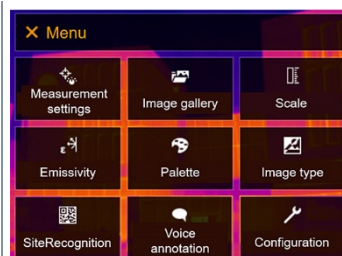 Menu
Measurement
settings
Image gallery
Scale
ε
Emissivity
Palette
Image type
SiteRecognition
Voice
annotation
Configuration